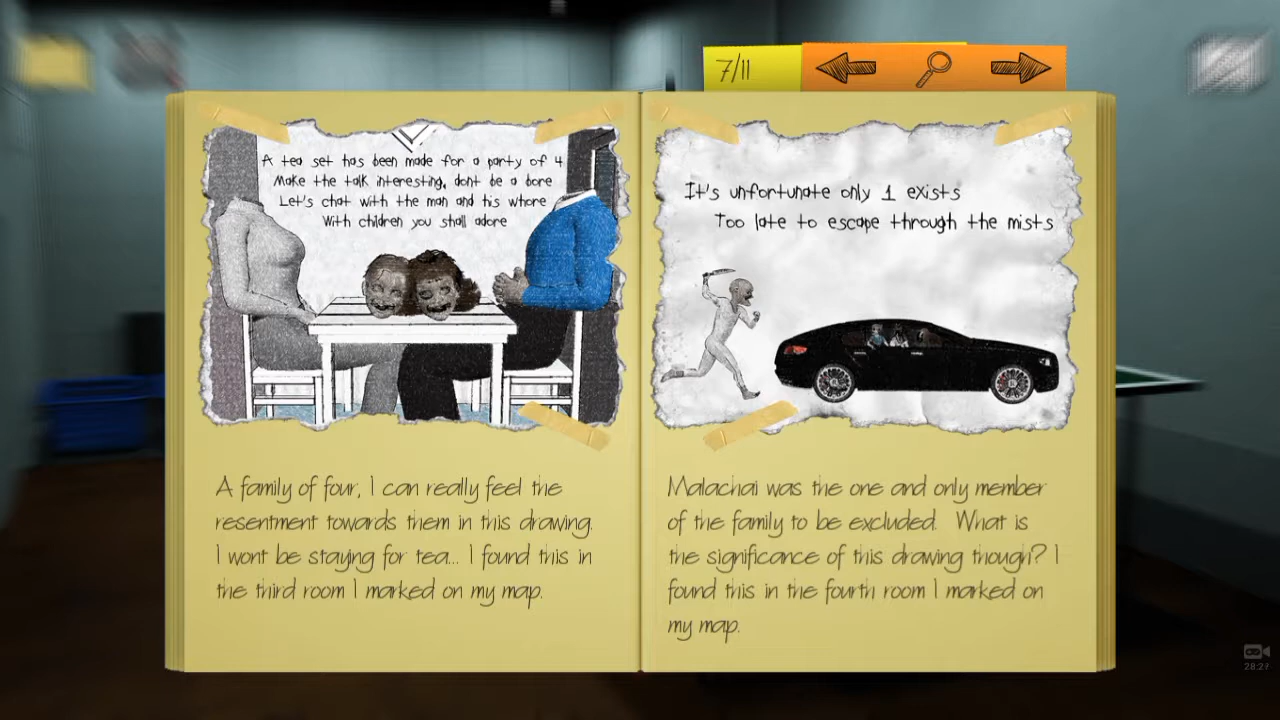 7/11
A tea set has been made for a party of 4
Make the talk interesting, dont be a bore
Let's chat with the man and his whore
With children you shall adore
It's unfortunate only 1 exists
Too late to escape through the mists
A family of four, I can really feel the
resentment towards them in this drawing.
I wont be staying for tea... I found this in
the third room I marked on my map.
Malachai was the one and only member
of the family to be excluded. What is
the significance of this drawing though? I
found this in the fourth room I marked on
my map.
28:27